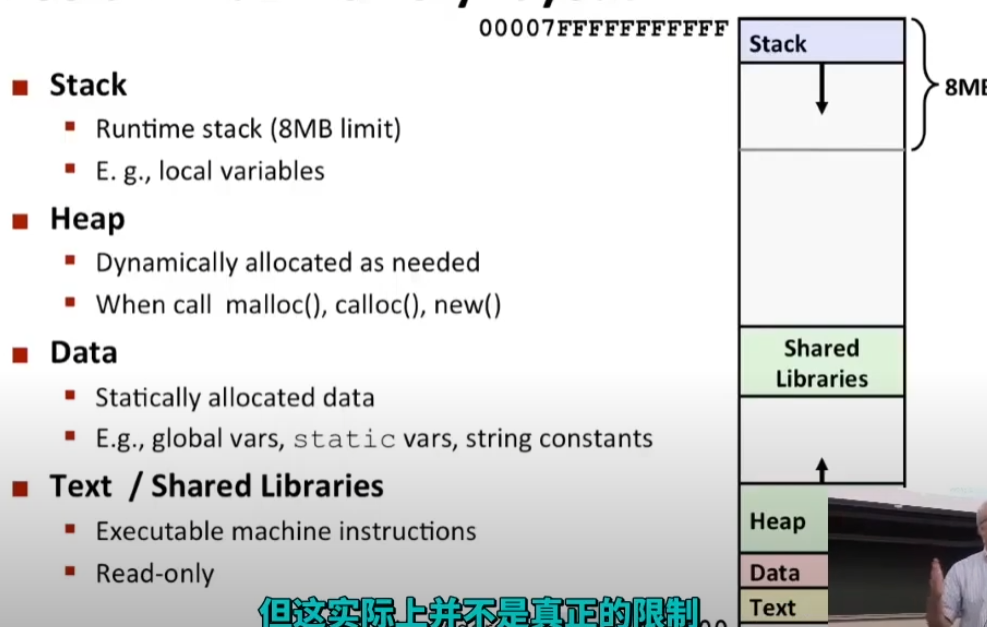 00007FFFFFFFFFFF
Stack
8MB
■ Stack
▪ Runtime stack (8MB limit)
▪ E. g., local variables
■ Heap
▪ Dynamically allocated as needed
▪ When call malloc(), calloc(), new()
■ Data
▪ Statically allocated data
▪ E.g., global vars, static vars, string constants
■ Text / Shared Libraries
▪ Executable machine instructions
▪ Read-only
Shared
Libraries
Heap
Data
Text
但这实际上并不是真正的限制